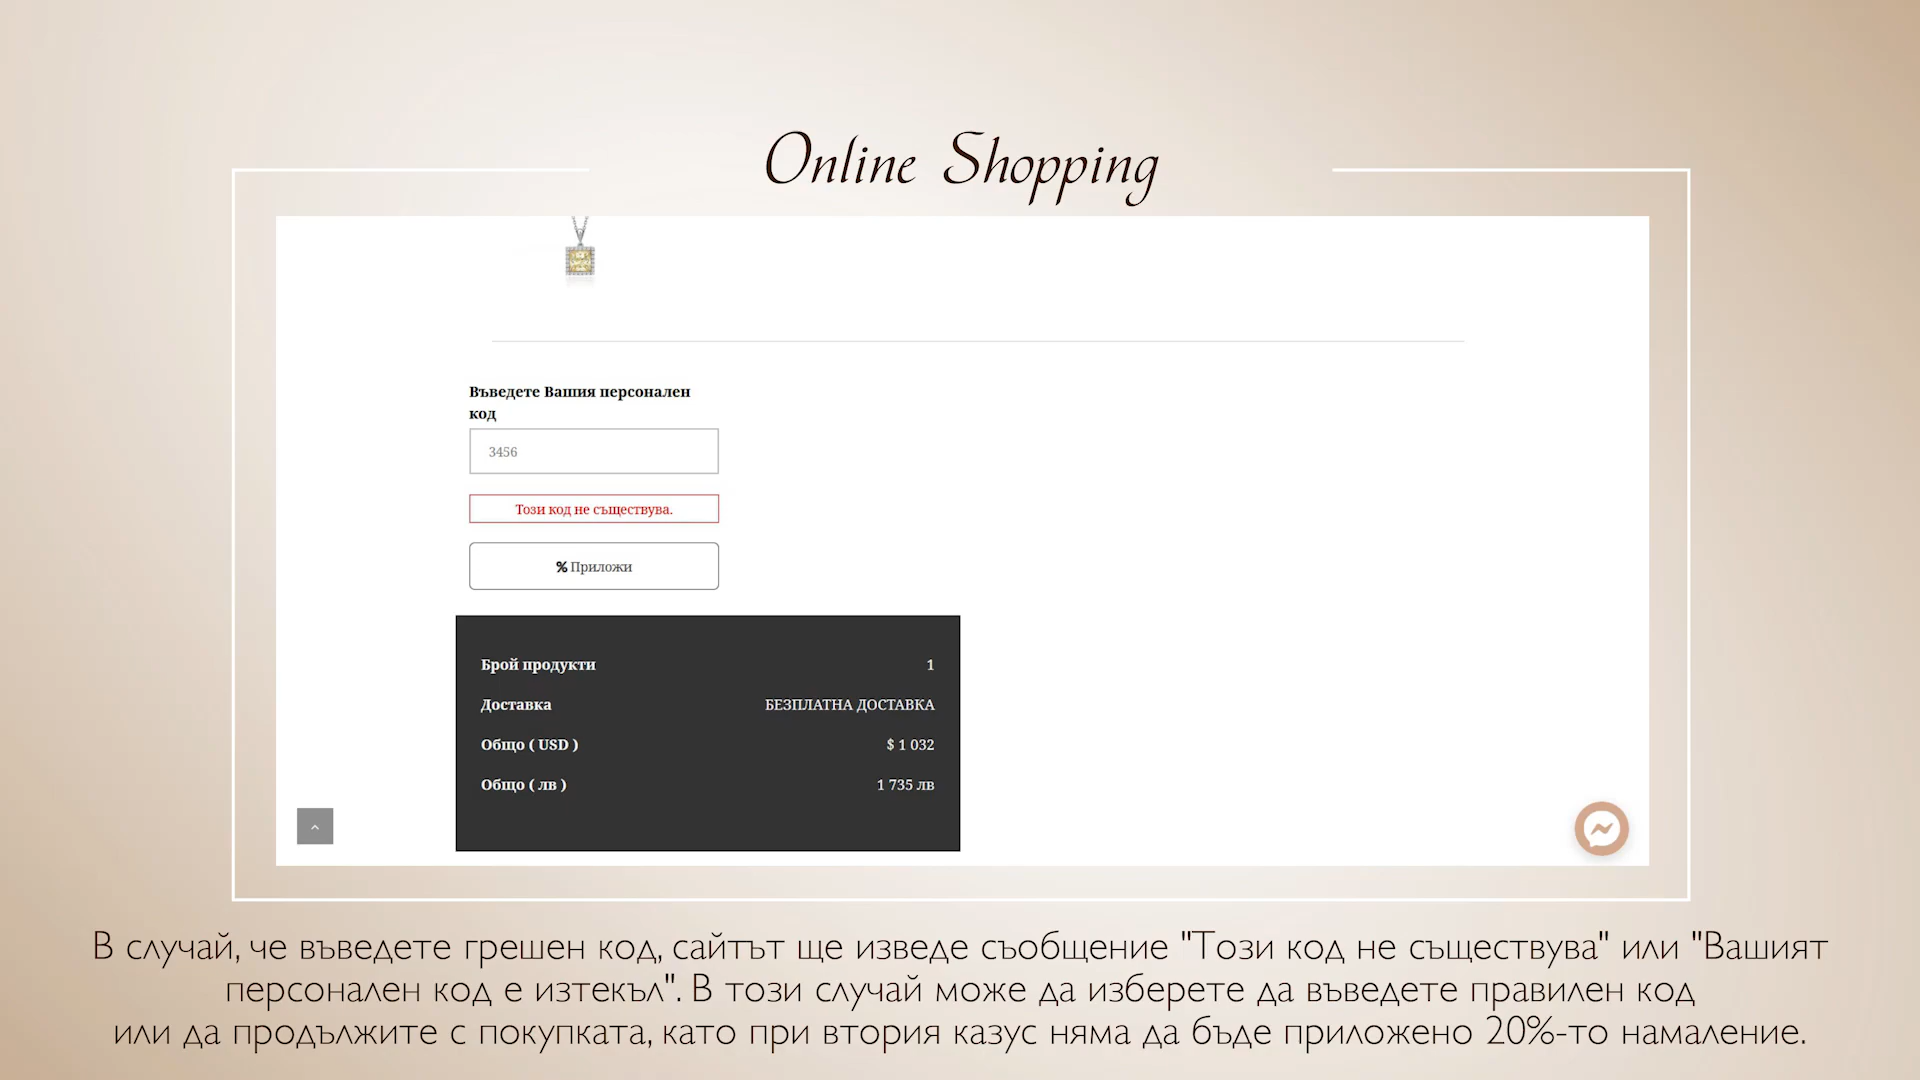 Online Shopping
Въведете Вашия персонален
код
3456
Този код не съществува.
% Приложи
Брой продукти 1
Доставка БЕЗПЛАТНА ДОСТАВКА
Общо ( USD ) $ 1 032
Общо ( лв ) 1 735 лв
В случай, че въведете грешен код, сайтът ще изведе съобщение "Този код не съществува" или "Вашият
персонален код е изтекъл". В този случай може да изберете да въведете правилен код
или да продължите с покупката, като при втория казус няма да бъде приложено 20%-то намаление.